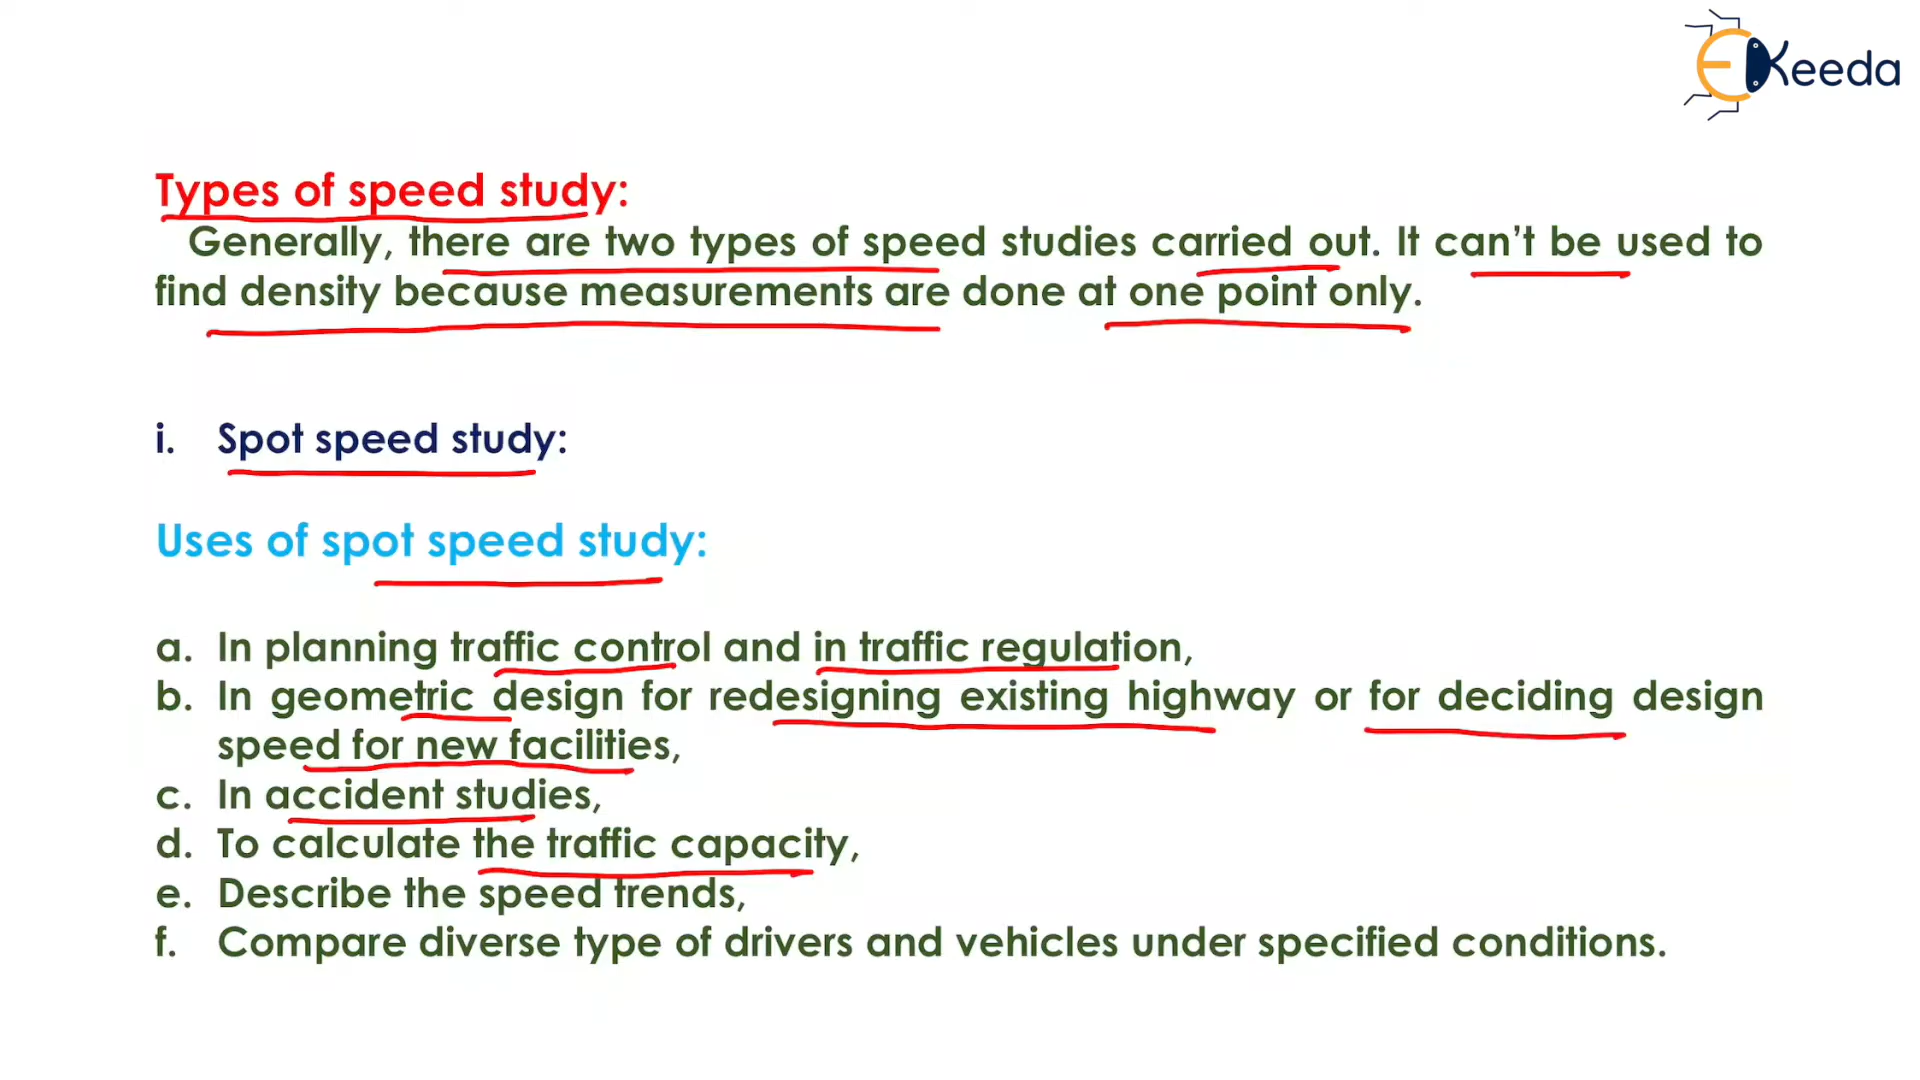 EKeeda
Types of speed study:
Generally, there are two types of speed studies carried out. It can't be used to
find density because measurements are done at one point only.
i. Spot speed study:
Uses of spot speed study:
a. In planning traffic control and in traffic regulation,
b. In geometric design for redesigning existing highway or for deciding design
speed for new facilities,
c. In accident studies,
d. To calculate the traffic capacity,
e. Describe the speed trends,
f. Compare diverse type of drivers and vehicles under specified conditions.